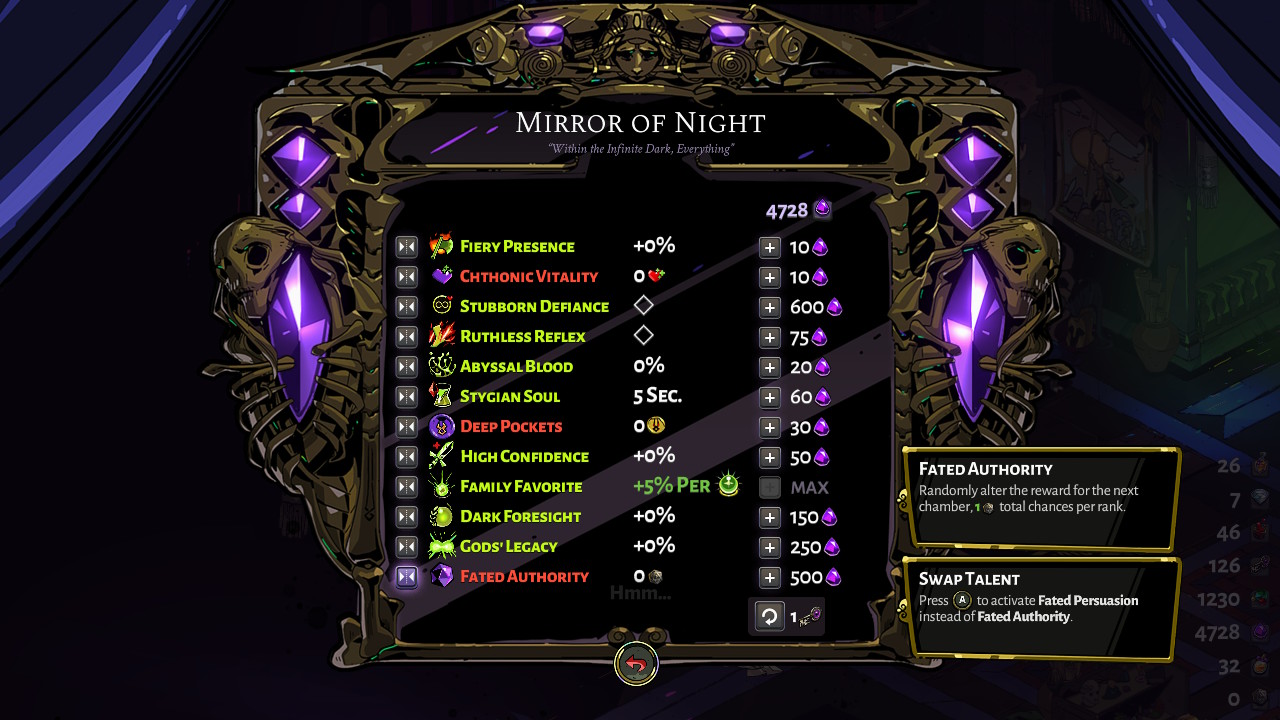 MIRROR OF NIGHT
"Within the Infinite Dark, Everything"
4728
FIERY PRESENCE +0% + 10
CHTHONIC VITALITY 0 + 10
STUBBORN DEFIANCE + 600
RUTHLESS REFLEX + 75
ABYSSAL BLOOD 0% + 20
STYGIAN SOUL 5 SEC. + 60
DEEP POCKETS 0 + 30
HIGH CONFIDENCE +0% + 50
FAMILY FAVORITE +5% PER + MAX
DARK FORESIGHT +0% + 150
GODS' LEGACY +0% + 250
FATED AUTHORITY 0 + 500
Hmm...
1
FATED AUTHORITY
Randomly alter the reward for the next
chamber, 1 total chances per rank.
SWAP TALENT
Press A to activate Fated Persuasion
instead of Fated Authority.
26
7
46
126
1230
4728
32
0